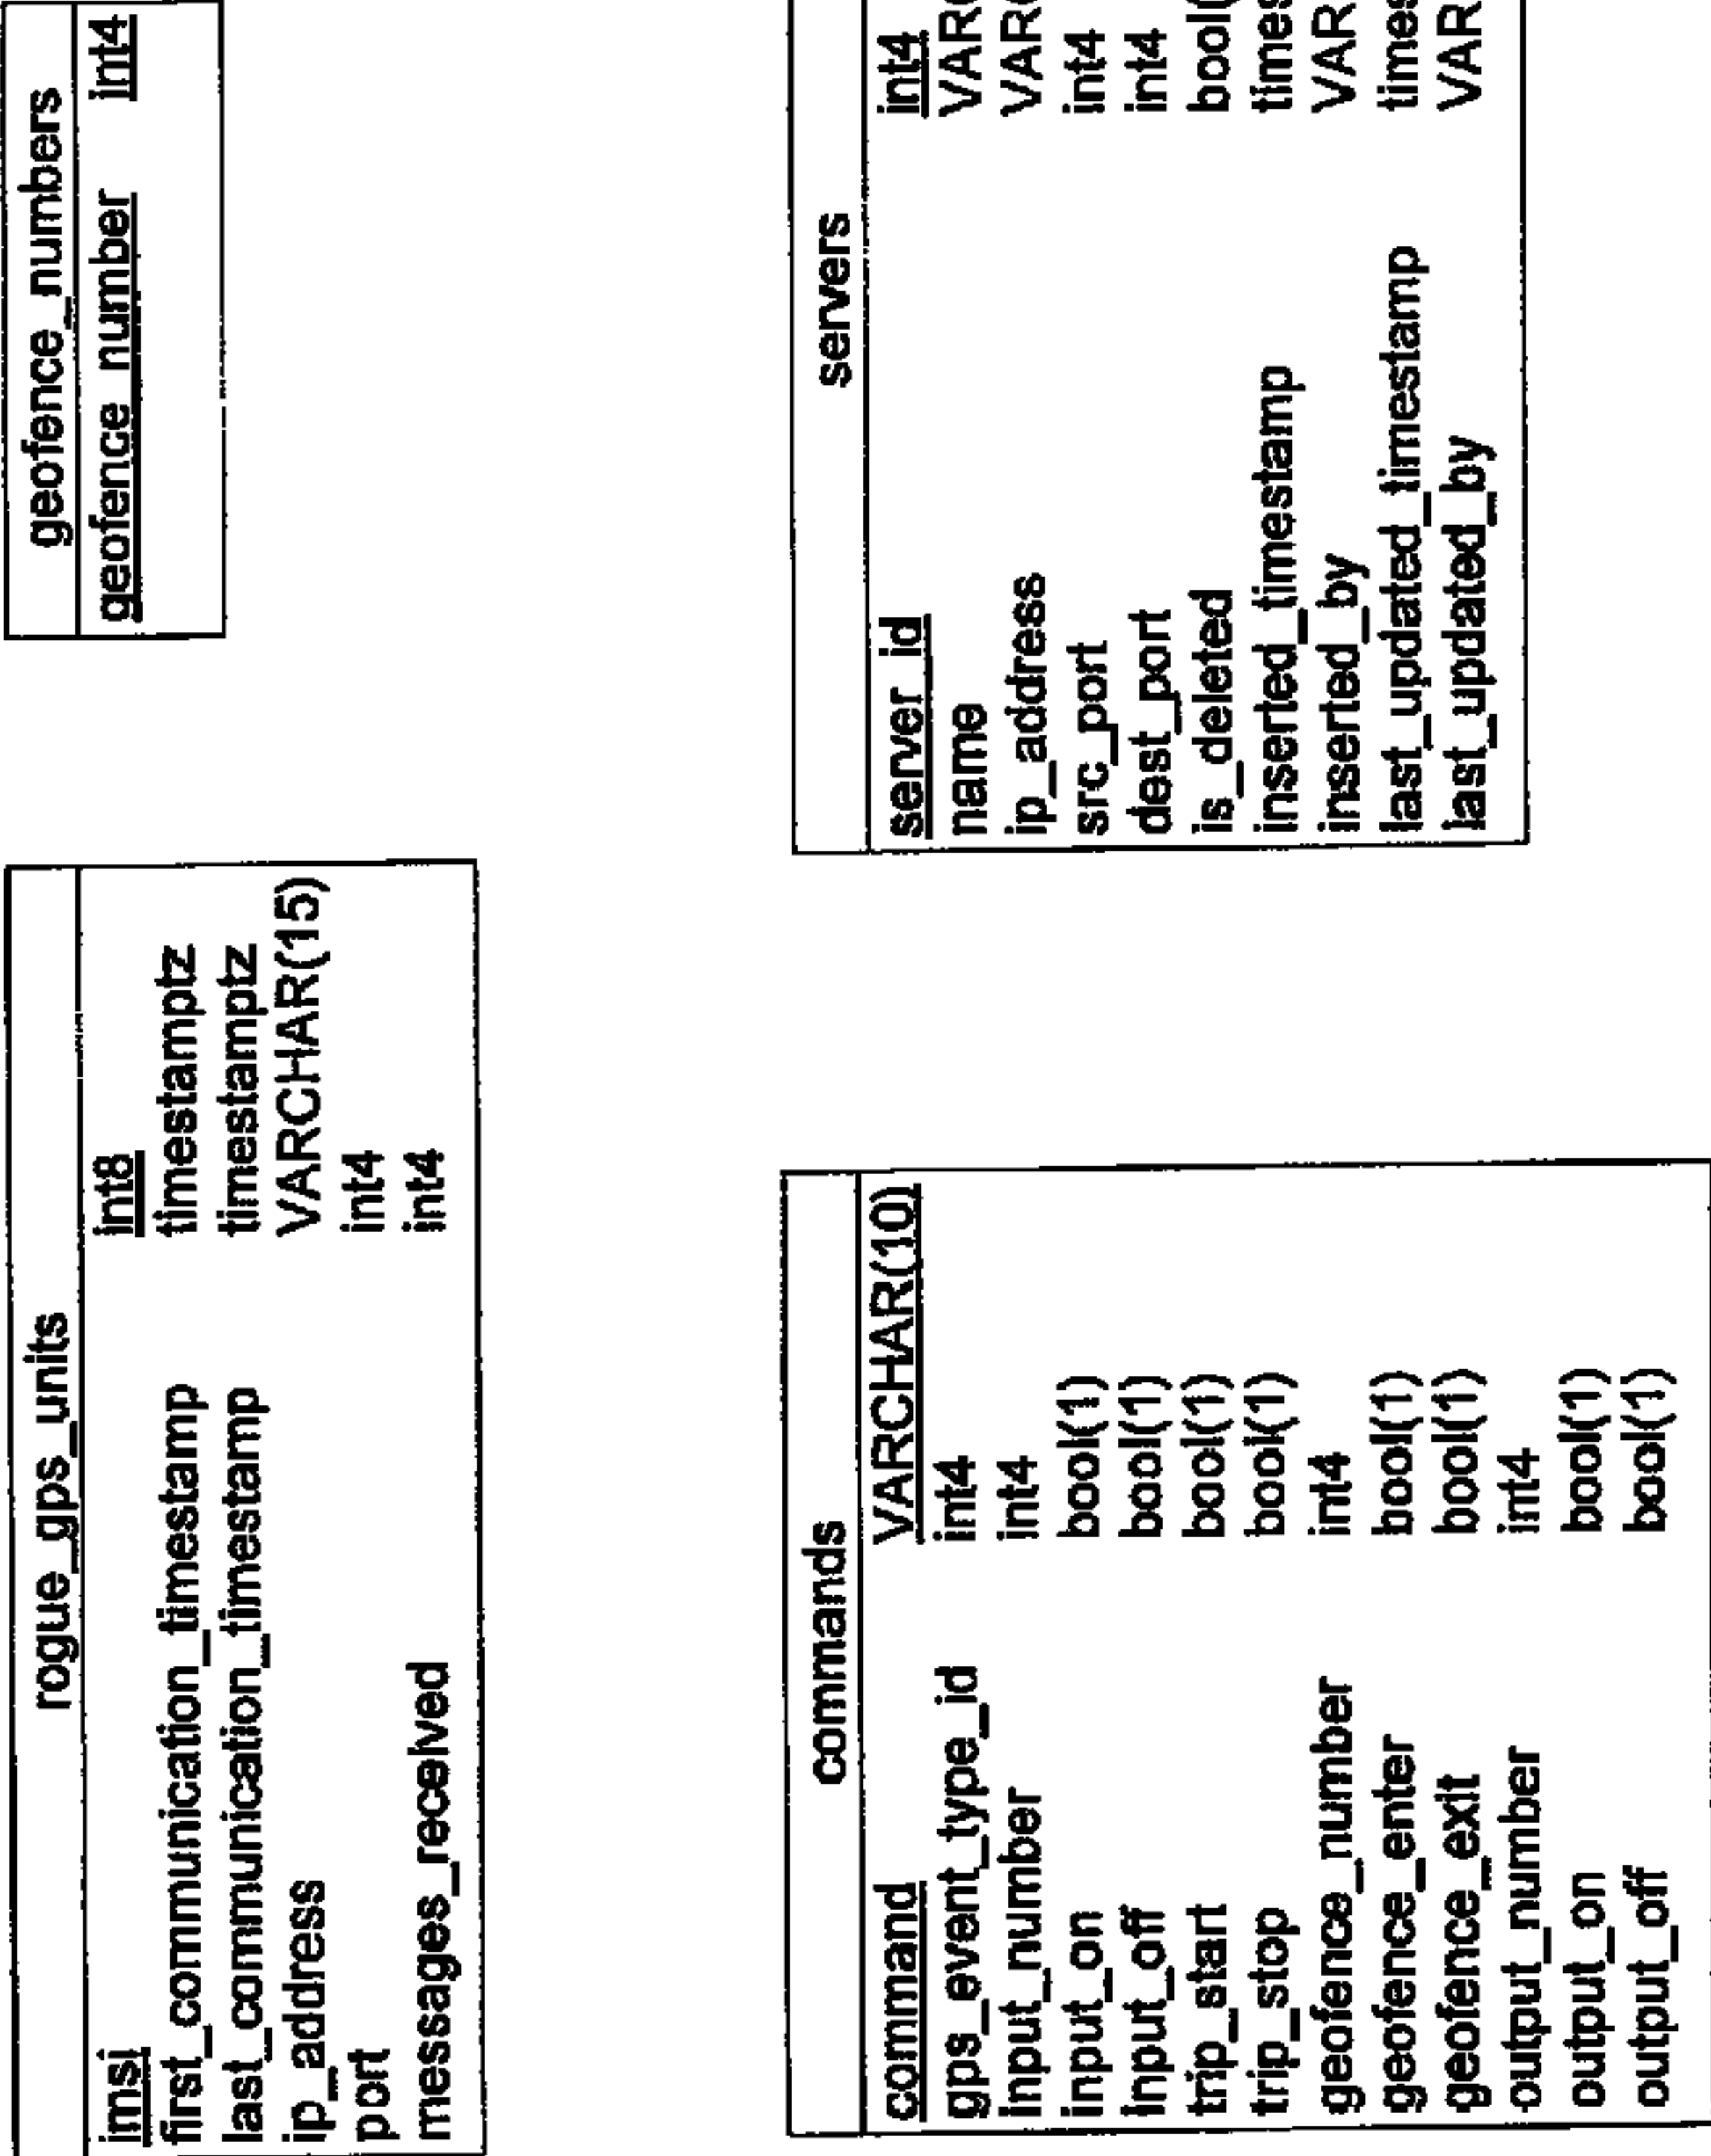 rogue_gps_units
imsi int8
first_communication_timestamp timestamptz
last_communication_timestamp timestamptz
ip_address VARCHAR(15)
port int4
messages_received int4
geofence_numbers
geofence_number int4
commands
command VARCHAR(10)
gps_event_type_id int4
input_number int4
input_on bool(1)
input_off bool(1)
trip_start bool(1)
trip_stop bool(1)
geofence_number int4
geofence_enter bool(1)
geofence_exit bool(1)
output_number int4
output_on bool(1)
output_off bool(1)
servers
server_id int4
name
ip_address
src_port int4
dest_port int4
is_deleted bool(
inserted_timestamp
inserted_by
last_updated_timestamp
last_updated_by